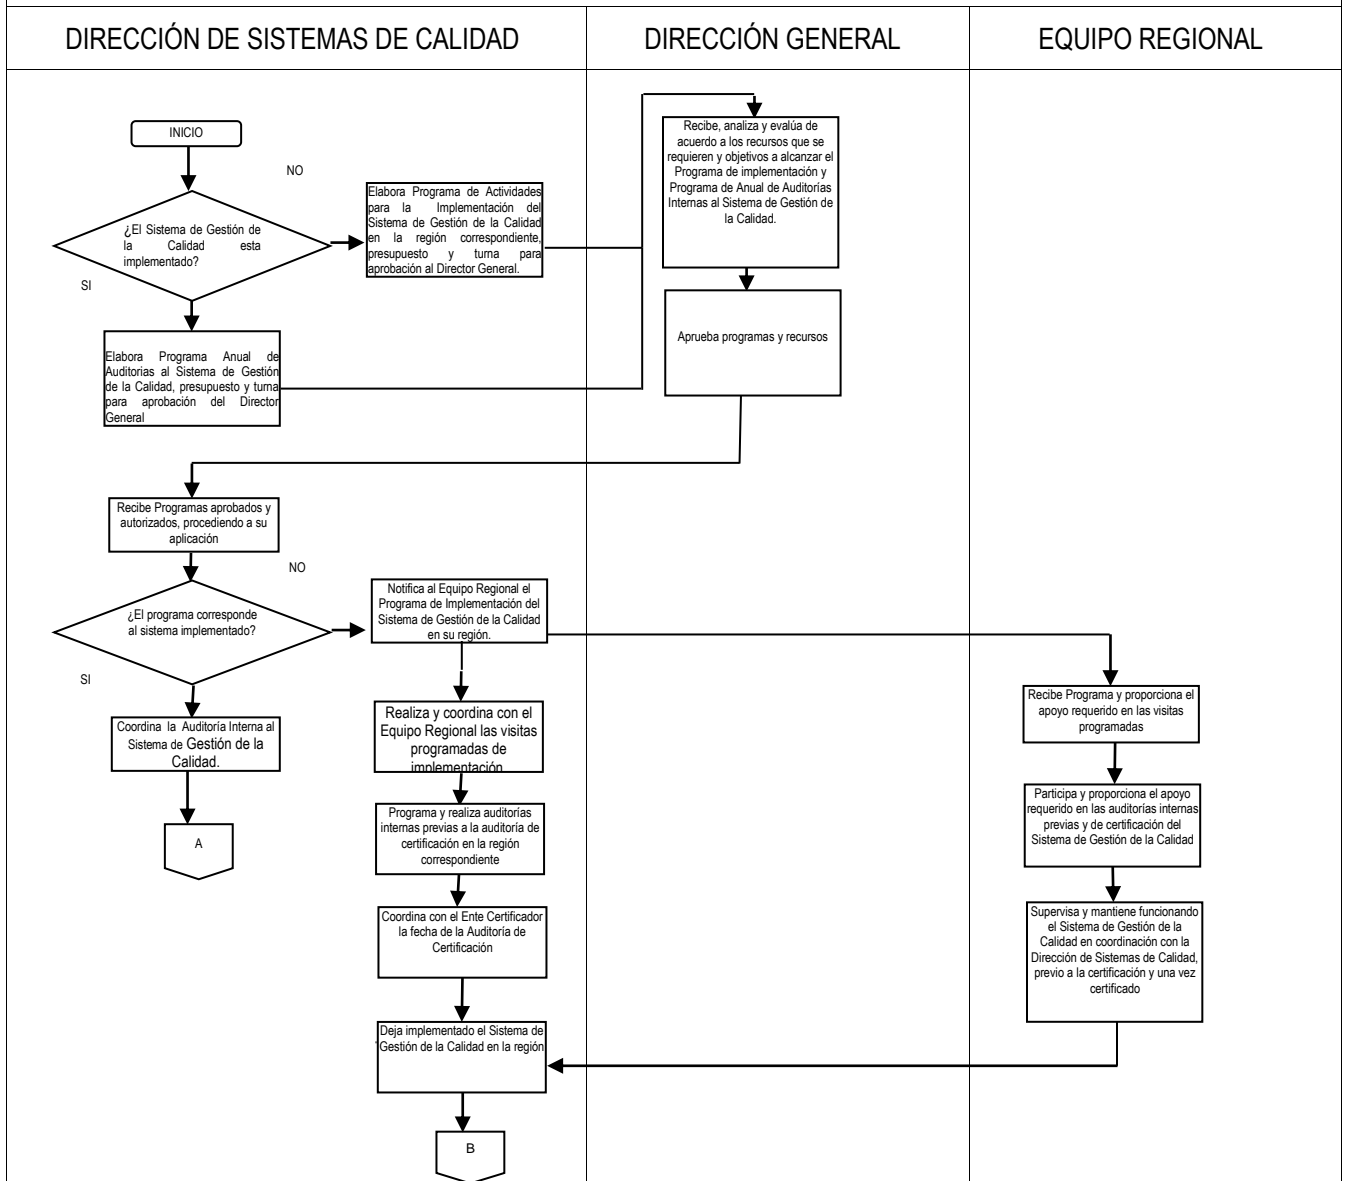 DIRECCIÓN DE SISTEMAS DE CALIDAD
DIRECCIÓN GENERAL
EQUIPO REGIONAL
INICIO
NO
¿El Sistema de Gestión de
la Calidad esta
implementado?
SI
Elabora Programa de Actividades
para la Implementación del
Sistema de Gestión de la Calidad
en la región correspondiente,
presupuesto y turna para
aprobación al Director General.
Elabora Programa Anual de
Auditorias al Sistema de Gestión
de la Calidad, presupuesto y turna
para aprobación del Director
General
Recibe, analiza y evalúa de
acuerdo a los recursos que se
requieren y objetivos a alcanzar el
Programa de implementación y
Programa de Anual de Auditorías
Internas al Sistema de Gestión de
la Calidad.
Aprueba programas y recursos
Recibe Programas aprobados y
autorizados, procediendo a su
aplicación
NO
¿El programa corresponde
al sistema implementado?
SI
Coordina la Auditoría Interna al
Sistema de Gestión de la
Calidad.
A
Notifica al Equipo Regional el
Programa de Implementación del
Sistema de Gestión de la Calidad
en su región.
Realiza y coordina con el
Equipo Regional las visitas
programadas de
implementación
Programa y realiza auditorías
internas previas a la auditoría de
certificación en la región
correspondiente
Coordina con el Ente Certificador
la fecha de la Auditoría de
Certificación
Deja implementado el Sistema de
Gestión de la Calidad en la región
B
Recibe Programa y proporciona el
apoyo requerido en las visitas
programadas
Participa y proporciona el apoyo
requerido en las auditorías internas
previas y de certificación del
Sistema de Gestión de la Calidad
Supervisa y mantiene funcionando
el Sistema de Gestión de la
Calidad en coordinación con la
Dirección de Sistemas de Calidad,
previo a la certificación y una vez
certificado